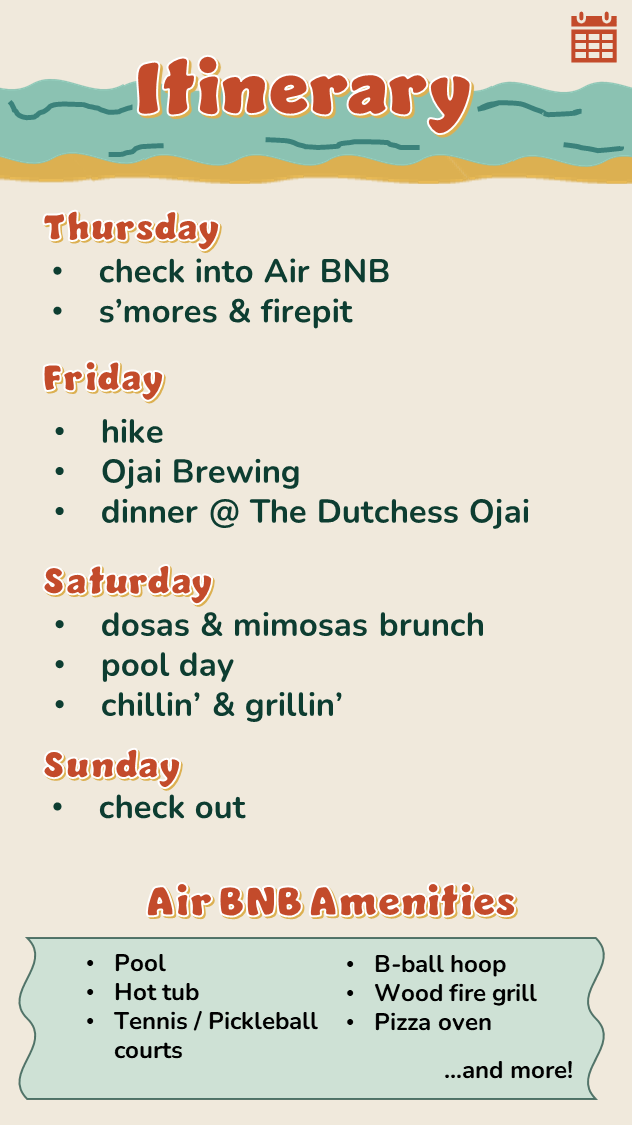 Itinerary
Thursday
• check into Air BNB
• s’mores & firepit
Friday
• hike
• Ojai Brewing
• dinner @ The Dutchess Ojai
Saturday
• dosas & mimosas brunch
• pool day
• chillin’ & grillin’
Sunday
• check out
Air BNB Amenities
• Pool
• Hot tub
• Tennis / Pickleball
courts
• B-ball hoop
• Wood fire grill
• Pizza oven
...and more!